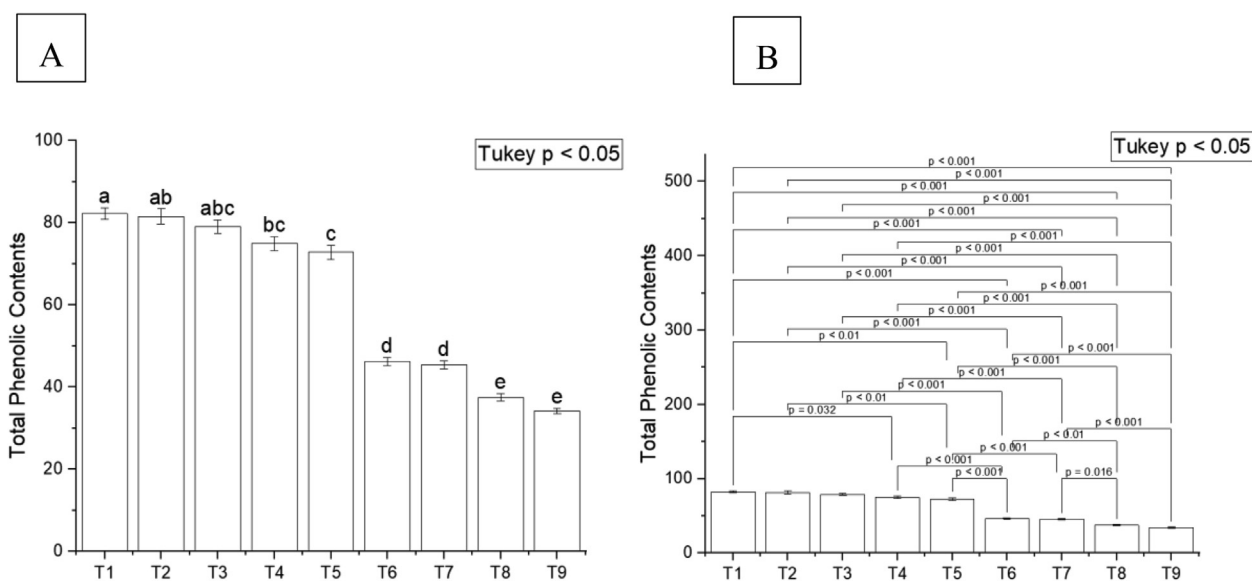 A
B
Tukey p < 0.05
Total Phenolic Contents
100
80
60
40
20
0
a
ab
abc
bc
c
d
d
e
e
T1 T2 T3 T4 T5 T6 T7 T8 T9
Tukey p < 0.05
Total Phenolic Contents
500
400
300
200
100
0
p < 0.001
p < 0.001
p < 0.001
p < 0.001
p < 0.001
p < 0.001
p < 0.001
p < 0.001
p < 0.001
p < 0.001
p < 0.001
p < 0.001
p < 0.001
p < 0.001
p < 0.01
p < 0.001
p < 0.001
p < 0.001
p < 0.001
p < 0.01
p = 0.032
p < 0.001
p < 0.01
p < 0.001
p < 0.001
p < 0.001
p = 0.016
T1 T2 T3 T4 T5 T6 T7 T8 T9